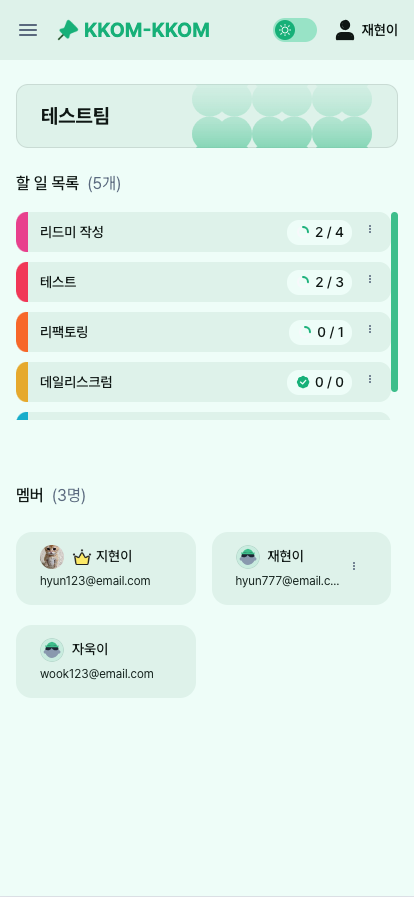 KKOM-KKOM
재현이
테스트팀
할 일 목록 (5개)
리드미 작성 2 / 4
테스트 2 / 3
리팩토링 0 / 1
데일리스크럼 0 / 0
멤버 (3명)
지현이
hyun123@email.com
재현이
hyun777@email.c...
자욱이
wook123@email.com